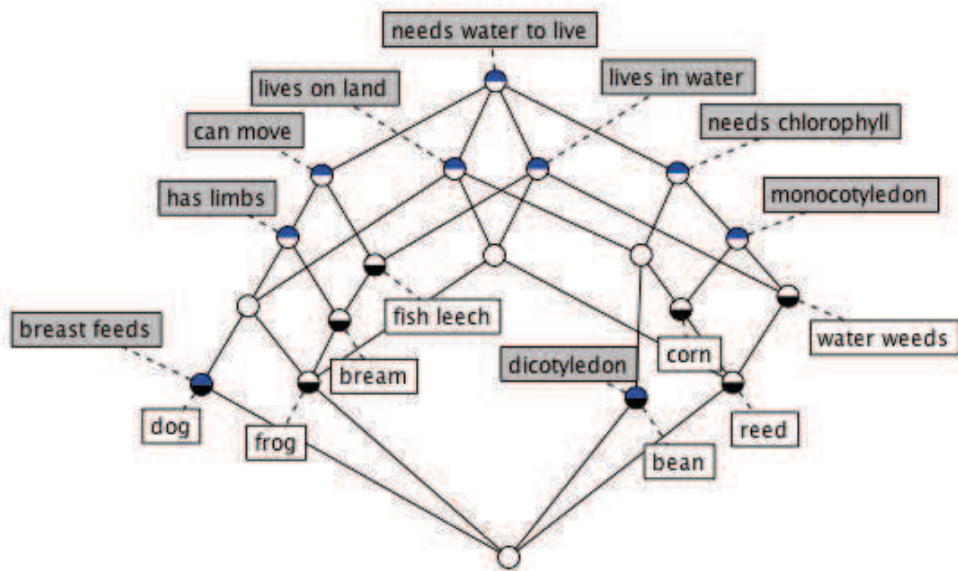 needs water to live
lives on land
lives in water
can move
needs chlorophyll
has limbs
monocotyledon
breast feeds
fish leech
water weeds
bream
dicotyledon
corn
dog
frog
bean
reed